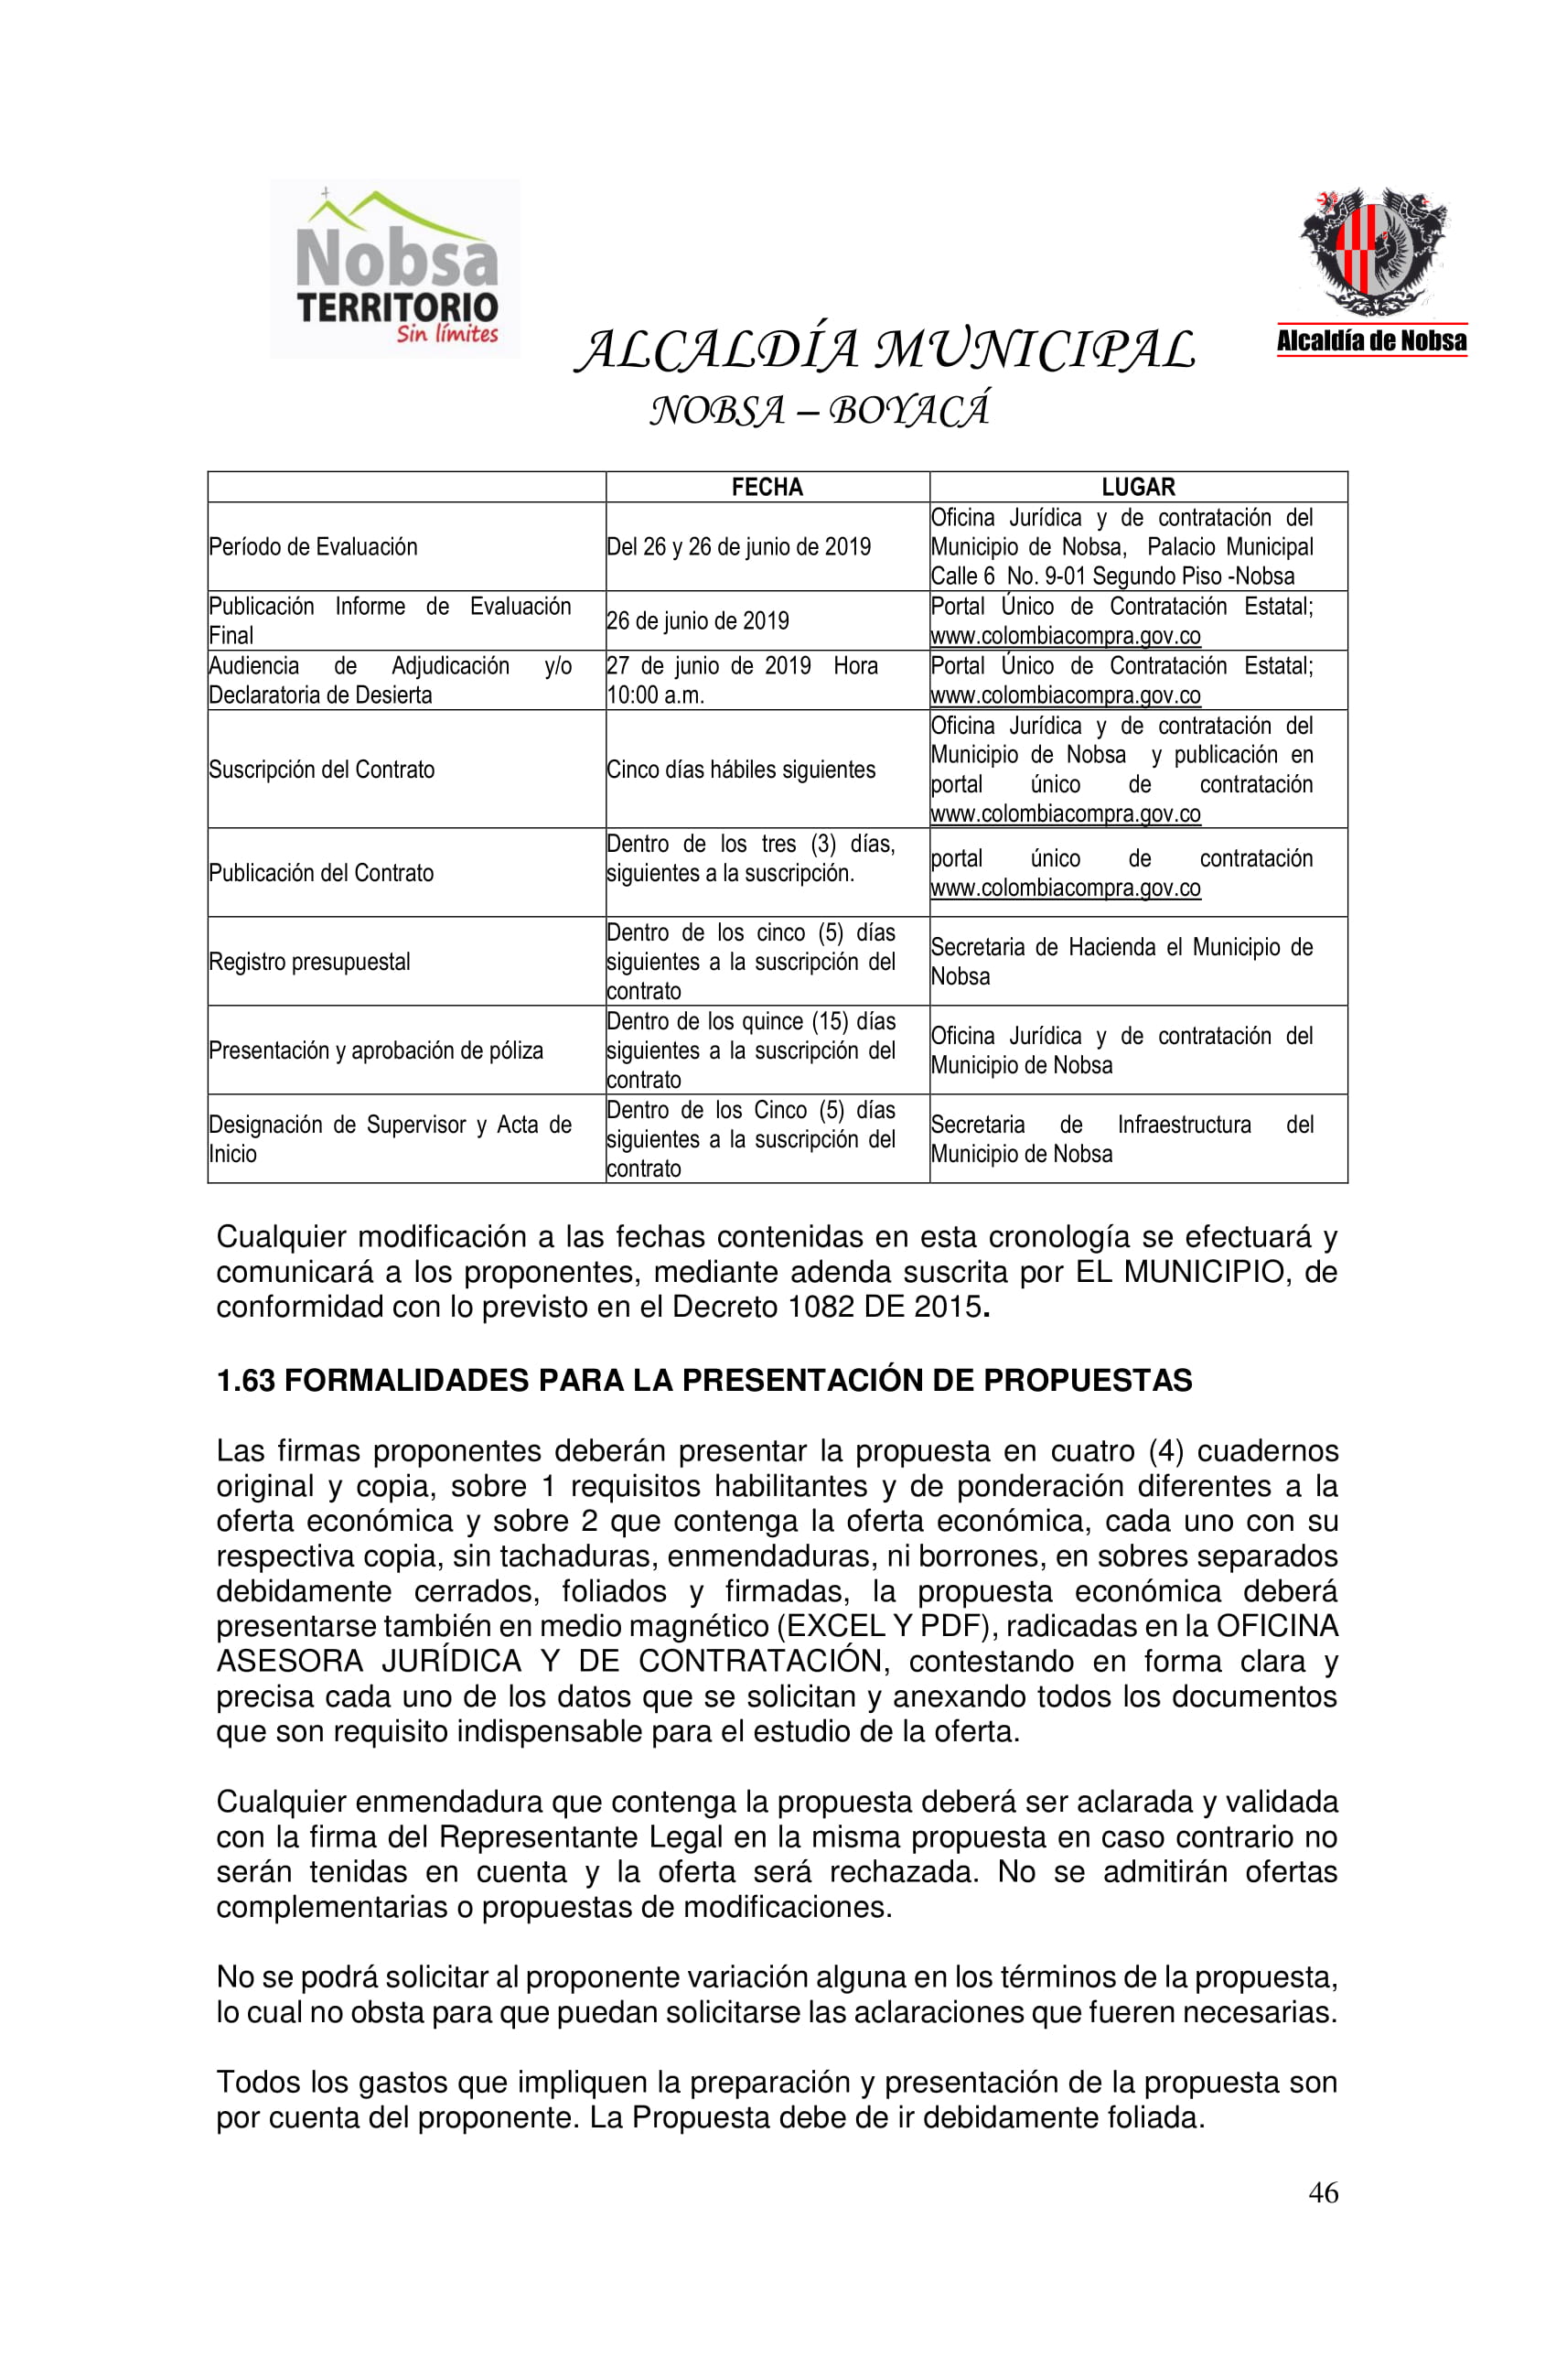 Nobsa
TERRITORIO
Sin límites
Alcaldía de Nobsa
ALCALDÍA MUNICIPAL
NOBSA – BOYACÁ
FECHA LUGAR
Período de Evaluación
Del 26 y 26 de junio de 2019
Oficina Jurídica y de contratación del
Municipio de Nobsa, Palacio Municipal
Calle 6 No. 9-01 Segundo Piso -Nobsa
Publicación Informe de Evaluación
Final
26 de junio de 2019
Portal Único de Contratación Estatal;
www.colombiacompra.gov.co
Audiencia de Adjudicación y/o
Declaratoria de Desierta
27 de junio de 2019 Hora
10:00 a.m.
Portal Único de Contratación Estatal;
www.colombiacompra.gov.co
Suscripción del Contrato
Cinco días hábiles siguientes
Oficina Jurídica y de contratación del
Municipio de Nobsa y publicación en
portal único de contratación
www.colombiacompra.gov.co
Publicación del Contrato
Dentro de los tres (3) días,
siguientes a la suscripción.
portal único de contratación
www.colombiacompra.gov.co
Registro presupuestal
Dentro de los cinco (5) días
siguientes a la suscripción del
contrato
Secretaria de Hacienda el Municipio de
Nobsa
Presentación y aprobación de póliza
Dentro de los quince (15) días
siguientes a la suscripción del
contrato
Oficina Jurídica y de contratación del
Municipio de Nobsa
Designación de Supervisor y Acta de
Inicio
Dentro de los Cinco (5) días
siguientes a la suscripción del
contrato
Secretaria de Infraestructura del
Municipio de Nobsa
Cualquier modificación a las fechas contenidas en esta cronología se efectuará y
comunicará a los proponentes, mediante adenda suscrita por EL MUNICIPIO, de
conformidad con lo previsto en el Decreto 1082 DE 2015.
1.63 FORMALIDADES PARA LA PRESENTACIÓN DE PROPUESTAS
Las firmas proponentes deberán presentar la propuesta en cuatro (4) cuadernos
original y copia, sobre 1 requisitos habilitantes y de ponderación diferentes a la
oferta económica y sobre 2 que contenga la oferta económica, cada uno con su
respectiva copia, sin tachaduras, enmendaduras, ni borrones, en sobres separados
debidamente cerrados, foliados y firmadas, la propuesta económica deberá
presentarse también en medio magnético (EXCEL Y PDF), radicadas en la OFICINA
ASESORA JURÍDICA Y DE CONTRATACIÓN, contestando en forma clara y
precisa cada uno de los datos que se solicitan y anexando todos los documentos
que son requisito indispensable para el estudio de la oferta.
Cualquier enmendadura que contenga la propuesta deberá ser aclarada y validada
con la firma del Representante Legal en la misma propuesta en caso contrario no
serán tenidas en cuenta y la oferta será rechazada. No se admitirán ofertas
complementarias o propuestas de modificaciones.
No se podrá solicitar al proponente variación alguna en los términos de la propuesta,
lo cual no obsta para que puedan solicitarse las aclaraciones que fueren necesarias.
Todos los gastos que impliquen la preparación y presentación de la propuesta son
por cuenta del proponente. La Propuesta debe de ir debidamente foliada.
46